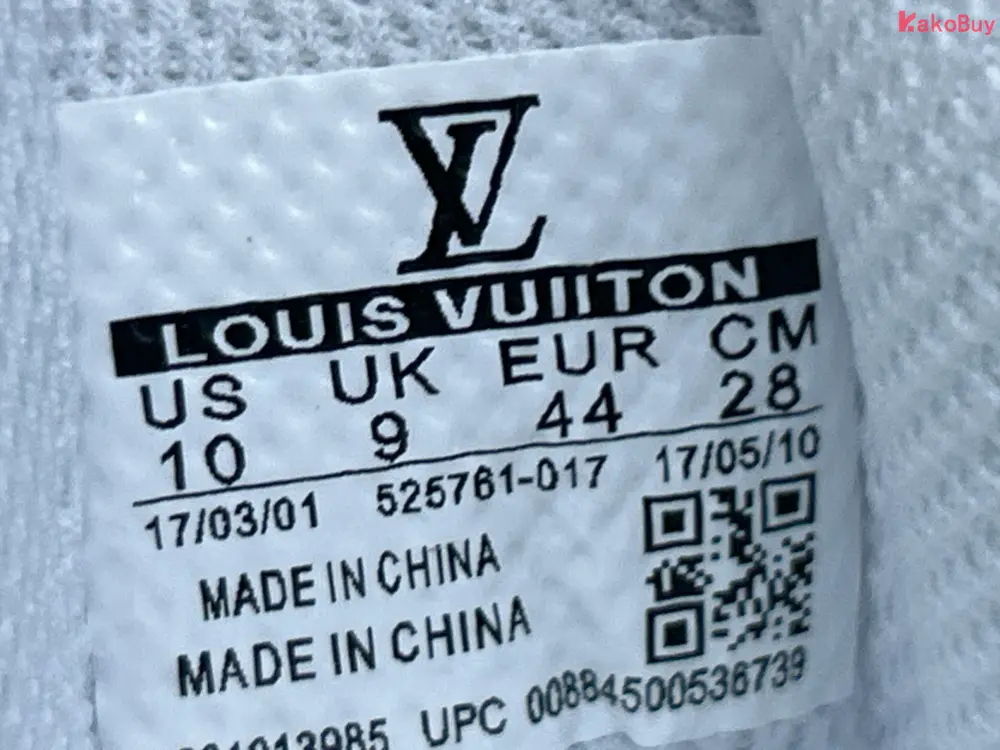 KakoBuy
LV
LOUIS VUIITON
US UK EUR CM
10 9 44 28
17/03/01 525761-017 17/05/10
MADE IN CHINA
MADE IN CHINA
UPC 00884500536739